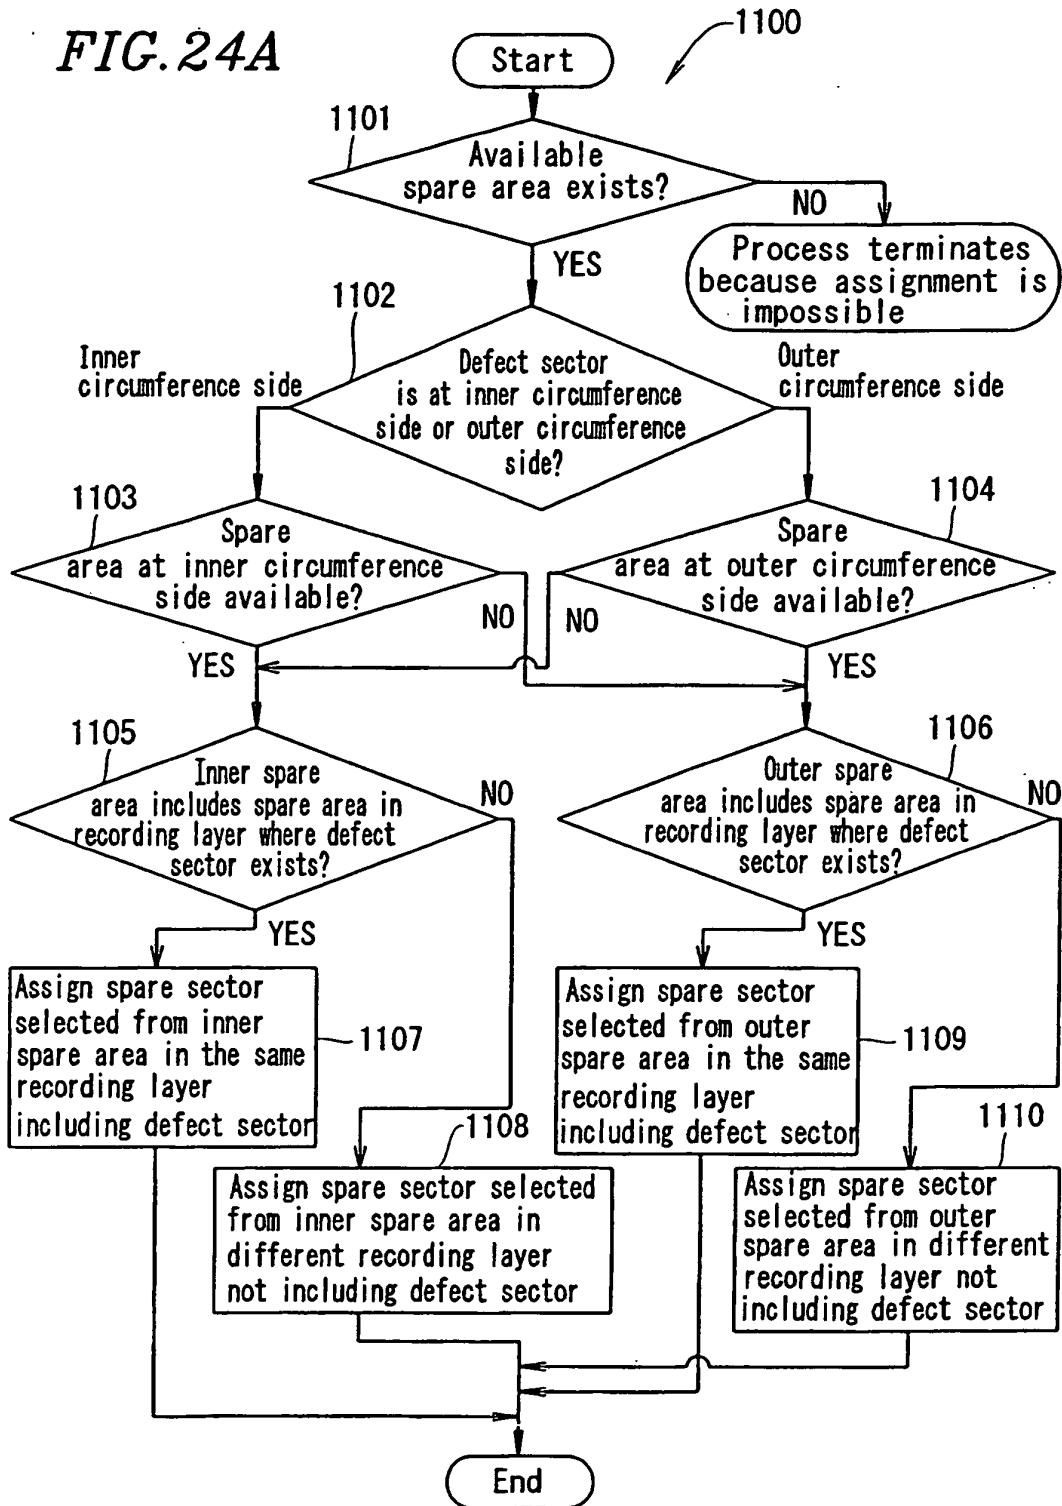 FIG. 24A
1100
Start
1101
Available
spare area exists?
NO
Process terminates
because assignment is
impossible
YES
1102
Inner
circumference side
Defect sector
is at inner circumference
side or outer circumference
side?
Outer
circumference side
1103
Spare
area at inner circumference
side available?
NO
YES
1104
Spare
area at outer circumference
side available?
NO
YES
1105
Inner spare
area includes spare area in
recording layer where defect
sector exists?
NO
YES
1106
Outer spare
area includes spare area in
recording layer where defect
sector exists?
NO
YES
Assign spare sector
selected from inner
spare area in the same
recording layer
including defect sector
1107
Assign spare sector
selected from outer
spare area in the same
recording layer
including defect sector
1109
1108
Assign spare sector selected
from inner spare area in
different recording layer
not including defect sector
1110
Assign spare sector
selected from outer
spare area in different
recording layer not
including defect sector
End